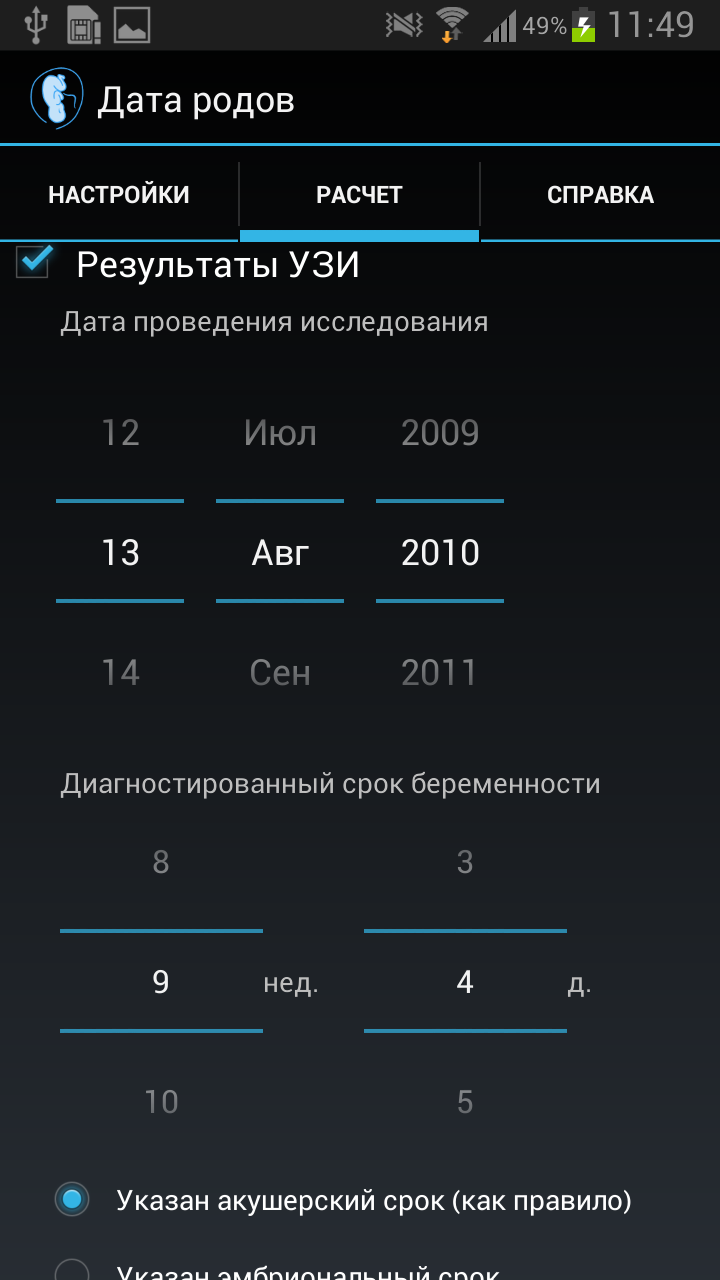 49% 11:49
Дата родов
НАСТРОЙКИ РАСЧЕТ СПРАВКА
Результаты УЗИ
Дата проведения исследования
12 Июл 2009
13 Авг 2010
14 Сен 2011
Диагностированный срок беременности
8 3
9 нед. 4 д.
10 5
Указан акушерский срок (как правило)
Указан эмбриональный срок